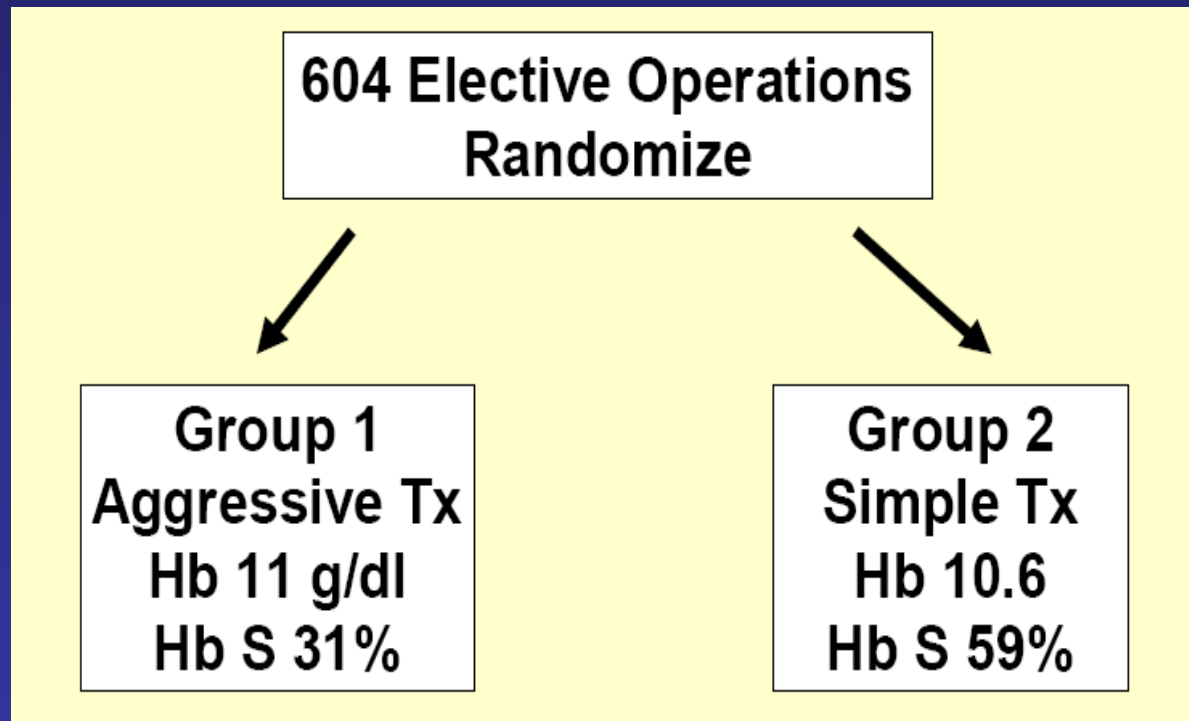 604 Elective Operations
Randomize
Group 1
Aggressive Tx
Hb 11 g/dl
Hb S 31%
Group 2
Simple Tx
Hb 10.6
Hb S 59%